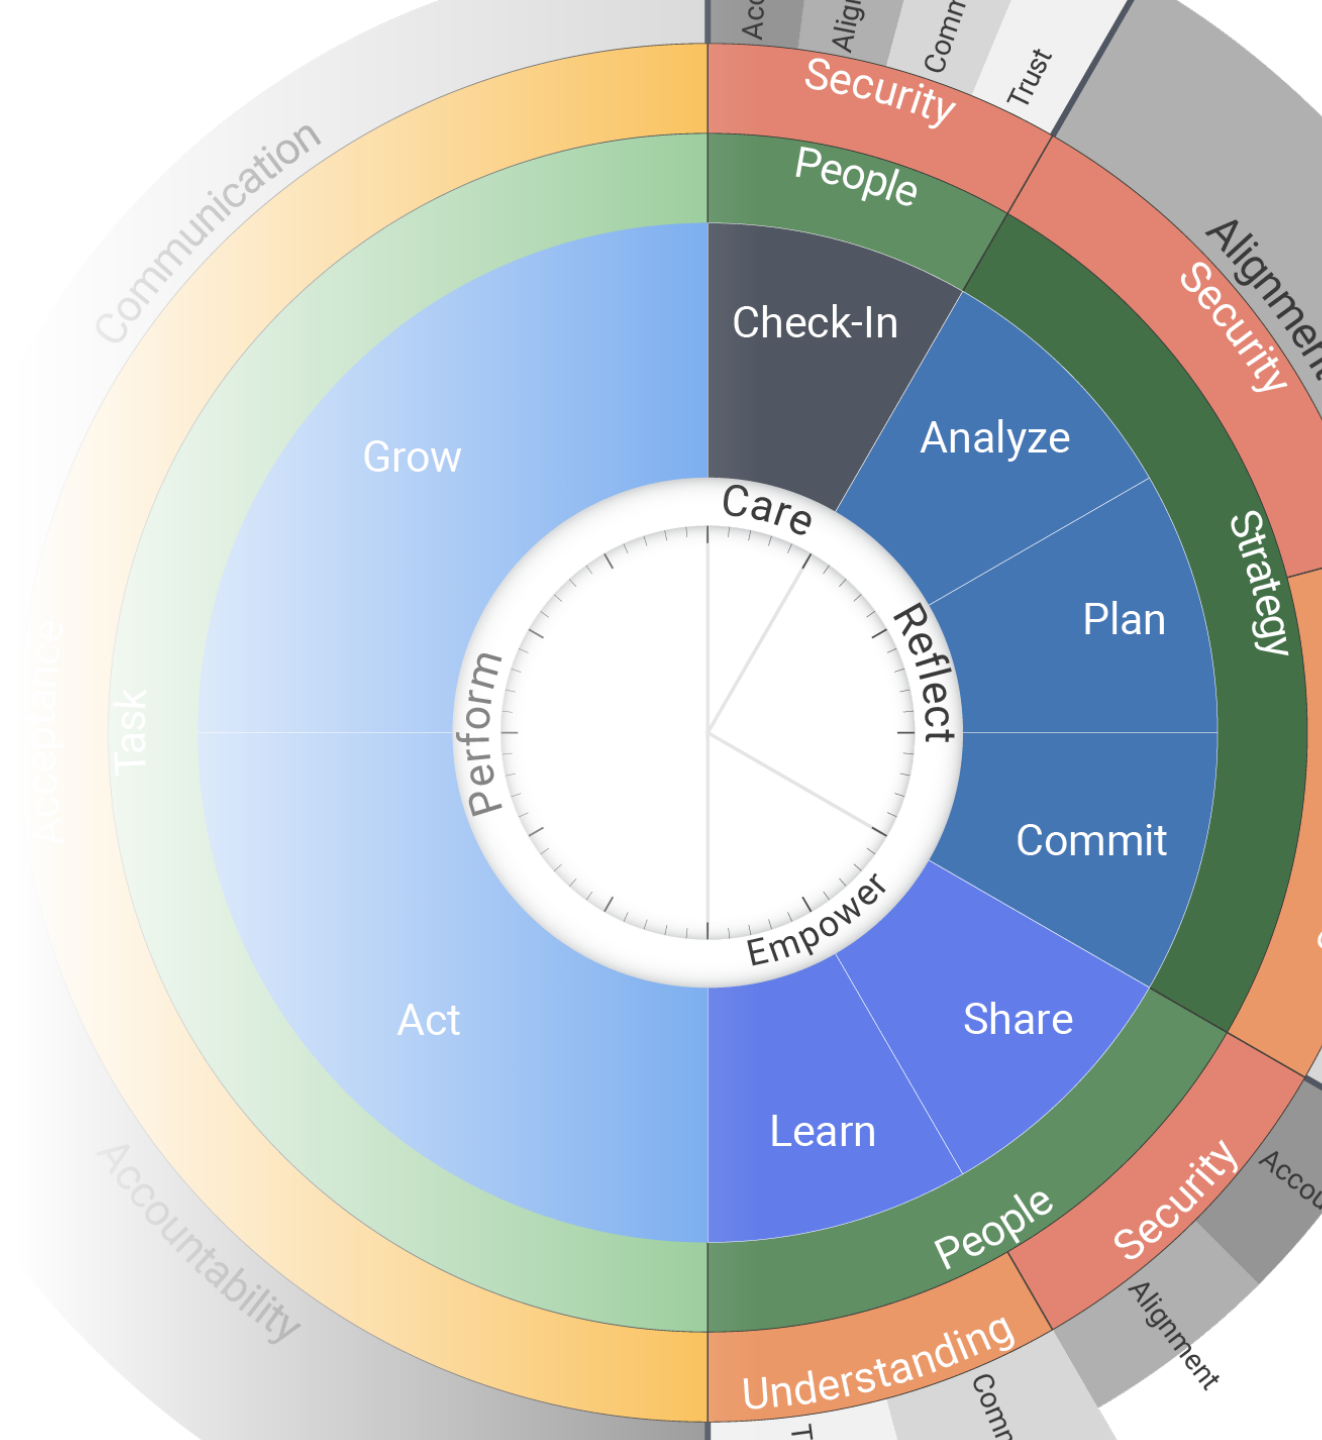 Trust
Security
People
Check-In
Alignment
Security
Analyze
Strategy
Plan
Commit
Share
Learn
People
Security
Alignment
Understanding
Communication
Grow
Act
Task
Acceptance
Accountability
Care
Reflect
Empower
Perform